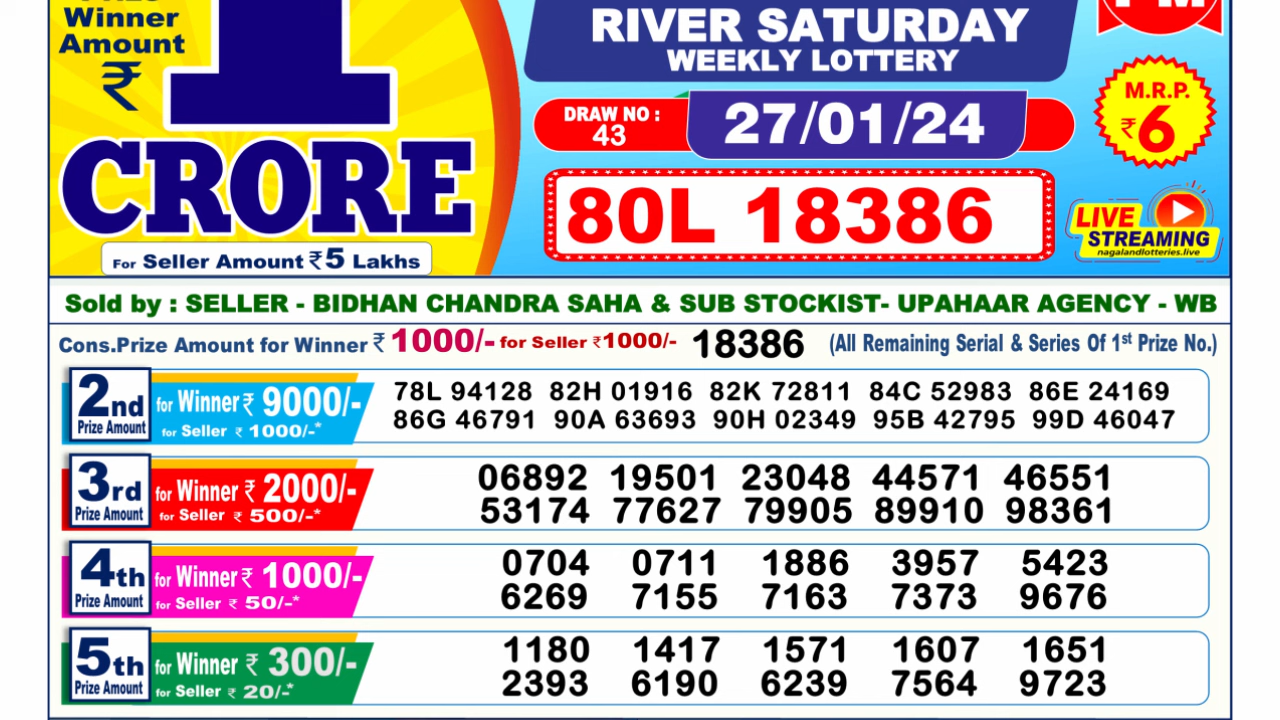 Winner
Amount
₹
1
CRORE
For Seller Amount ₹5 Lakhs
RIVER SATURDAY
WEEKLY LOTTERY
DRAW NO :
43
27/01/24
M.R.P.
₹6
80L 18386
LIVE
STREAMING
nagalandlotteries.live
Sold by : SELLER - BIDHAN CHANDRA SAHA & SUB STOCKIST- UPAHAAR AGENCY - WB
Cons.Prize Amount for Winner ₹ 1000/- for Seller ₹1000/- 18386 (All Remaining Serial & Series Of 1st Prize No.)
2nd
Prize Amount
for Winner ₹ 9000/-
for Seller ₹ 1000/-*
78L 94128 82H 01916 82K 72811 84C 52983 86E 24169
86G 46791 90A 63693 90H 02349 95B 42795 99D 46047
3rd
Prize Amount
for Winner ₹ 2000/-
for Seller ₹ 500/-*
06892 19501 23048 44571 46551
53174 77627 79905 89910 98361
4th
Prize Amount
for Winner ₹ 1000/-
for Seller ₹ 50/-*
0704 0711 1886 3957 5423
6269 7155 7163 7373 9676
5th
Prize Amount
for Winner ₹ 300/-
for Seller ₹ 20/-*
1180 1417 1571 1607 1651
2393 6190 6239 7564 9723